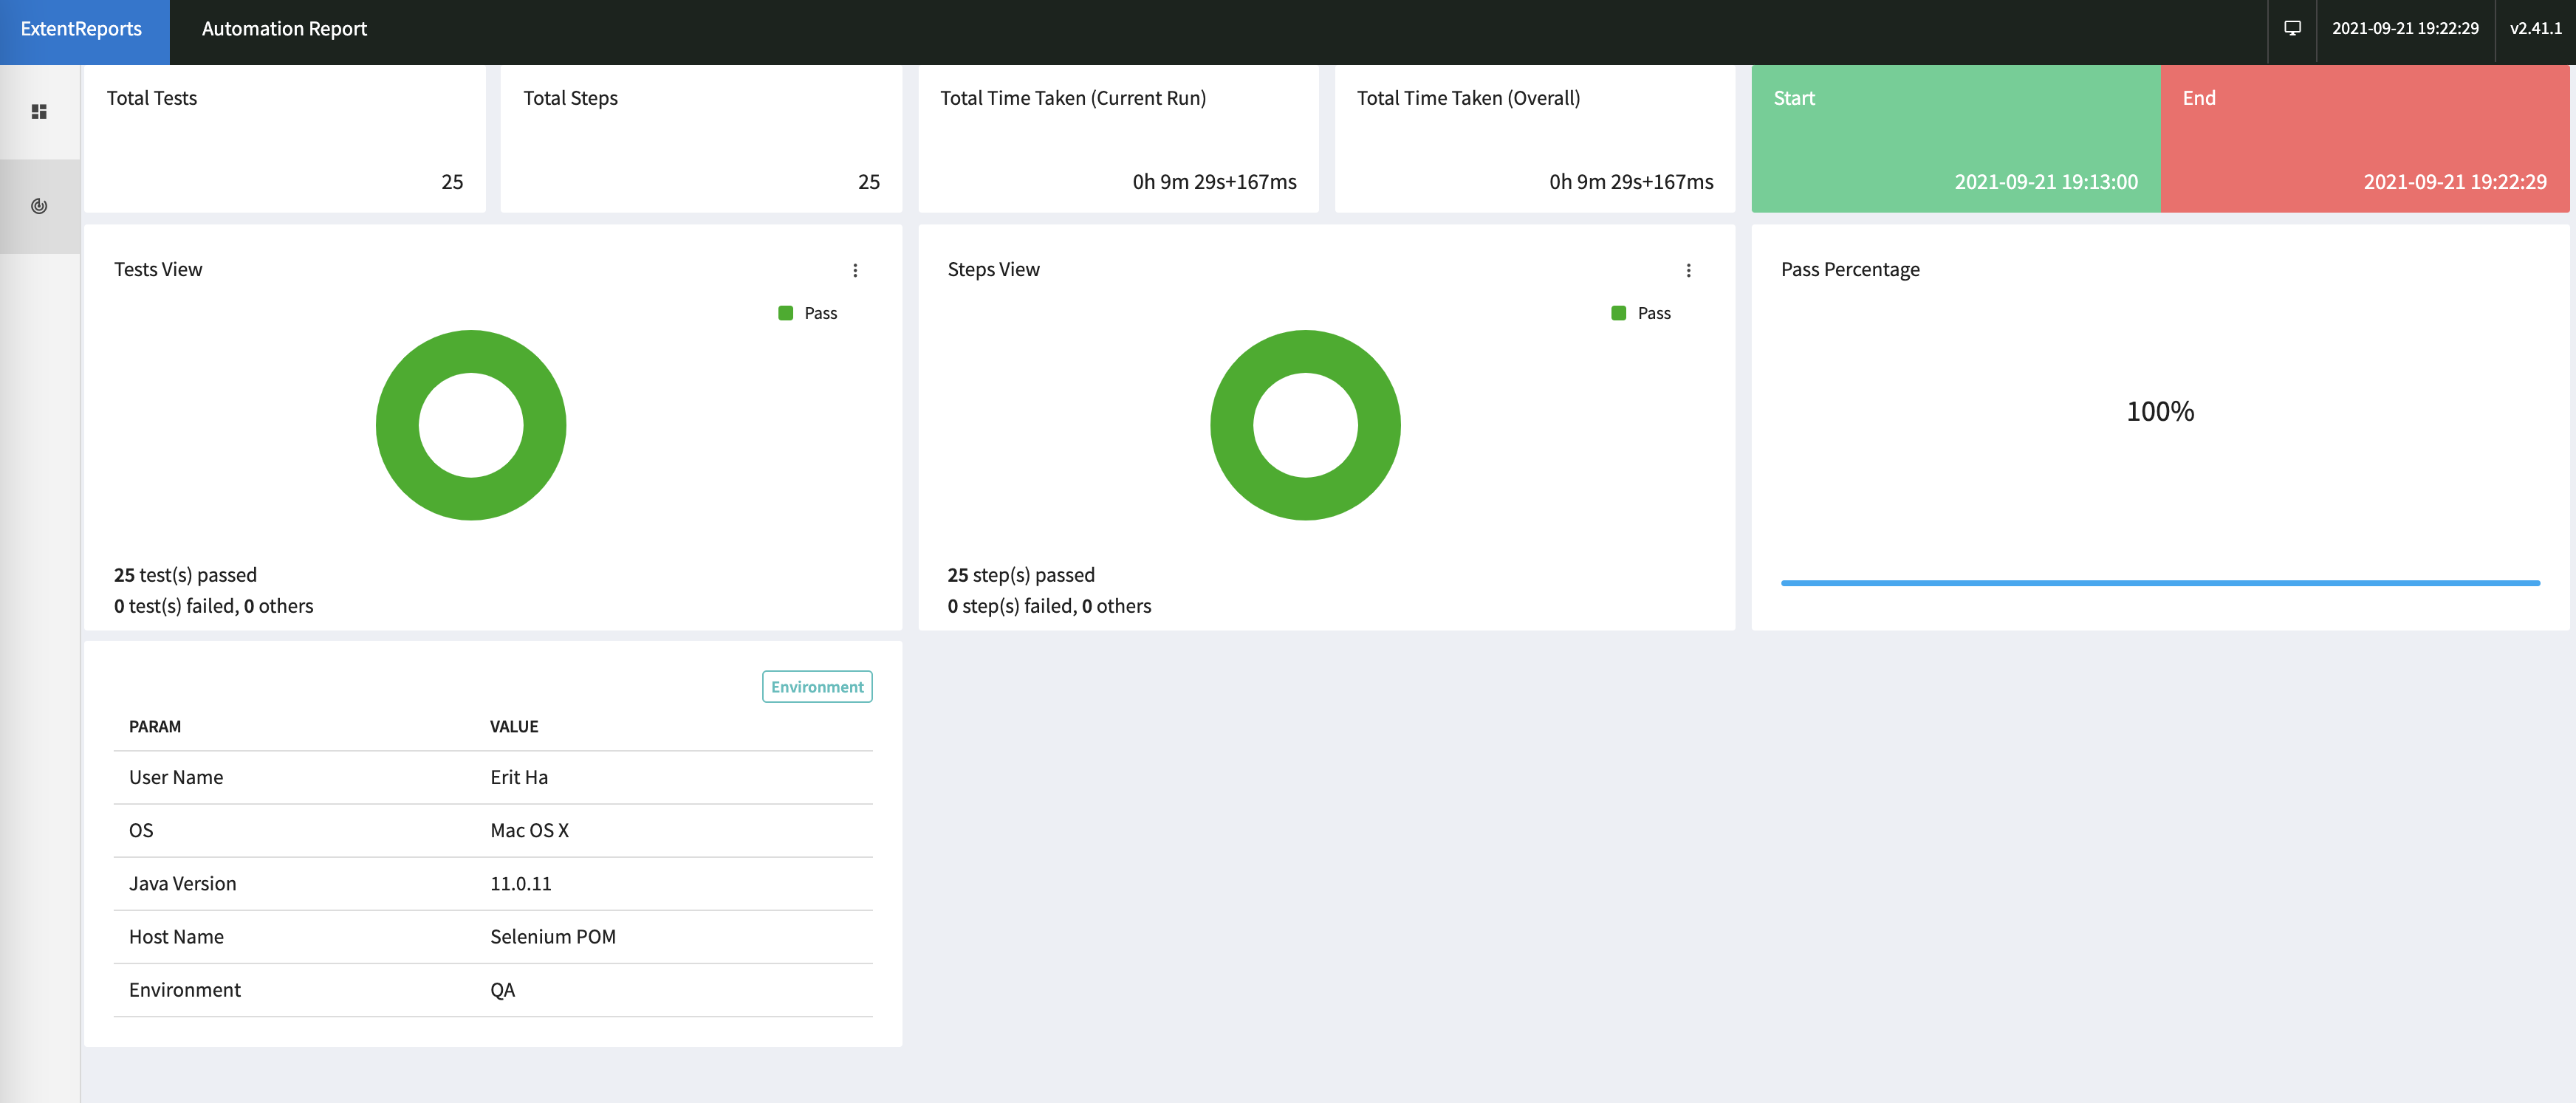 ExtentReports
Automation Report
2021-09-21 19:22:29
v2.41.1
Total Tests
25
Total Steps
25
Total Time Taken (Current Run)
0h 9m 29s+167ms
Total Time Taken (Overall)
0h 9m 29s+167ms
Start
2021-09-21 19:13:00
End
2021-09-21 19:22:29
Tests View
Pass
25 test(s) passed
0 test(s) failed, 0 others
Steps View
Pass
25 step(s) passed
0 step(s) failed, 0 others
Pass Percentage
100%
Environment
PARAM VALUE
User Name Erit Ha
OS Mac OS X
Java Version 11.0.11
Host Name Selenium POM
Environment QA